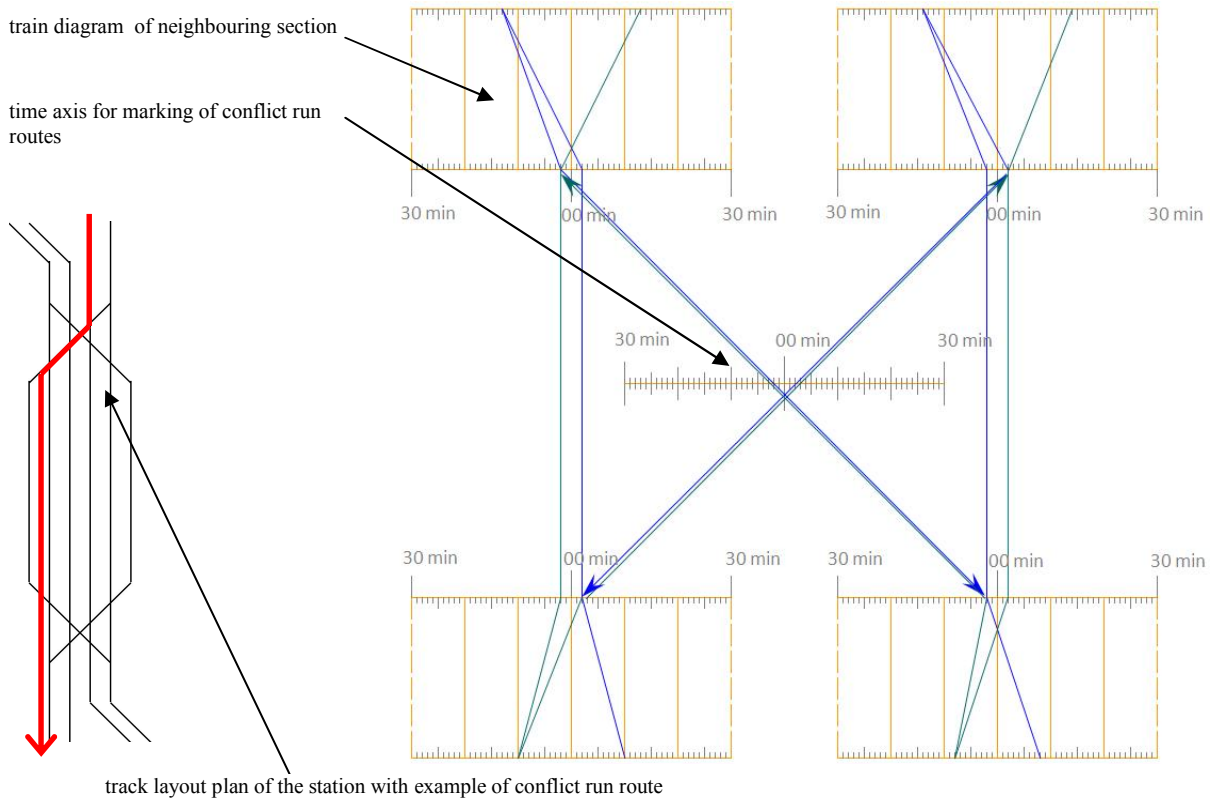 train diagram of neighbouring section
time axis for marking of conflict run
routes
30 min 00 min 30 min
30 min 00 min 30 min
30 min 00 min 30 min
30 min 00 min 30 min
30 min 00 min 30 min
track layout plan of the station with example of conflict run route